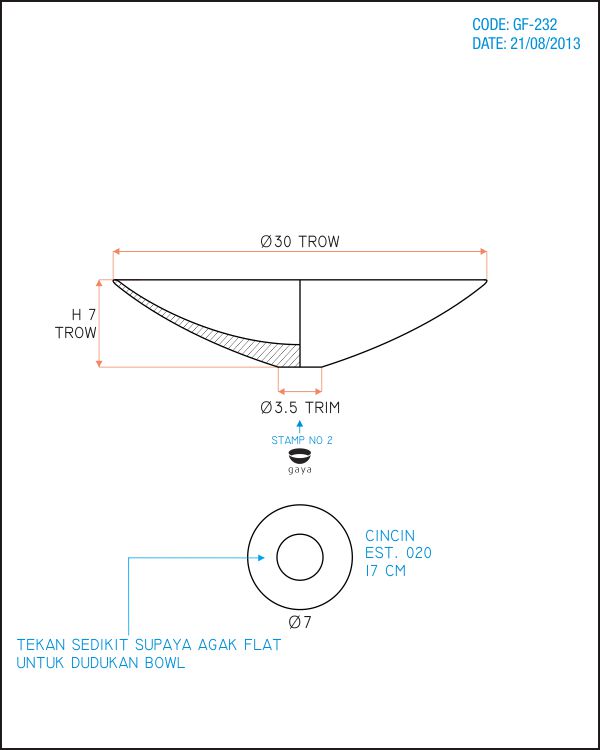 CODE: GF-232
DATE: 21/08/2013
Ø30 TROW
H 7
TROW
Ø3.5 TRIM
STAMP NO 2
gaya
CINCIN
EST. 020
17 CM
Ø7
TEKAN SEDIKIT SUPAYA AGAK FLAT
UNTUK DUDUKAN BOWL